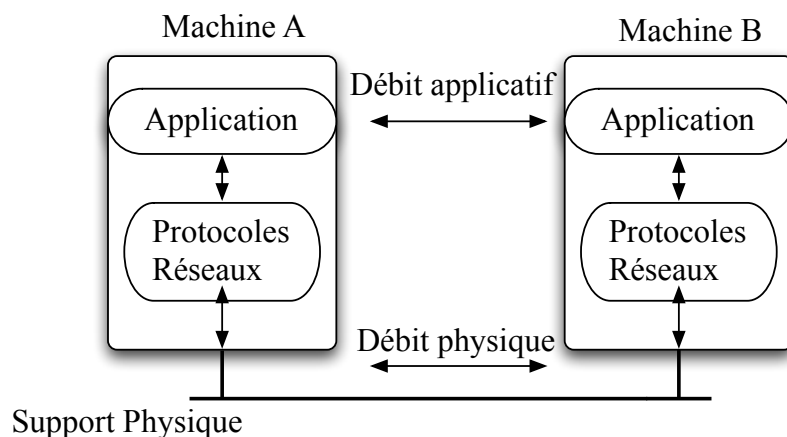 Machine A
Machine B
Débit applicatif
Application
Application
Protocoles
Réseaux
Protocoles
Réseaux
Débit physique
Support Physique